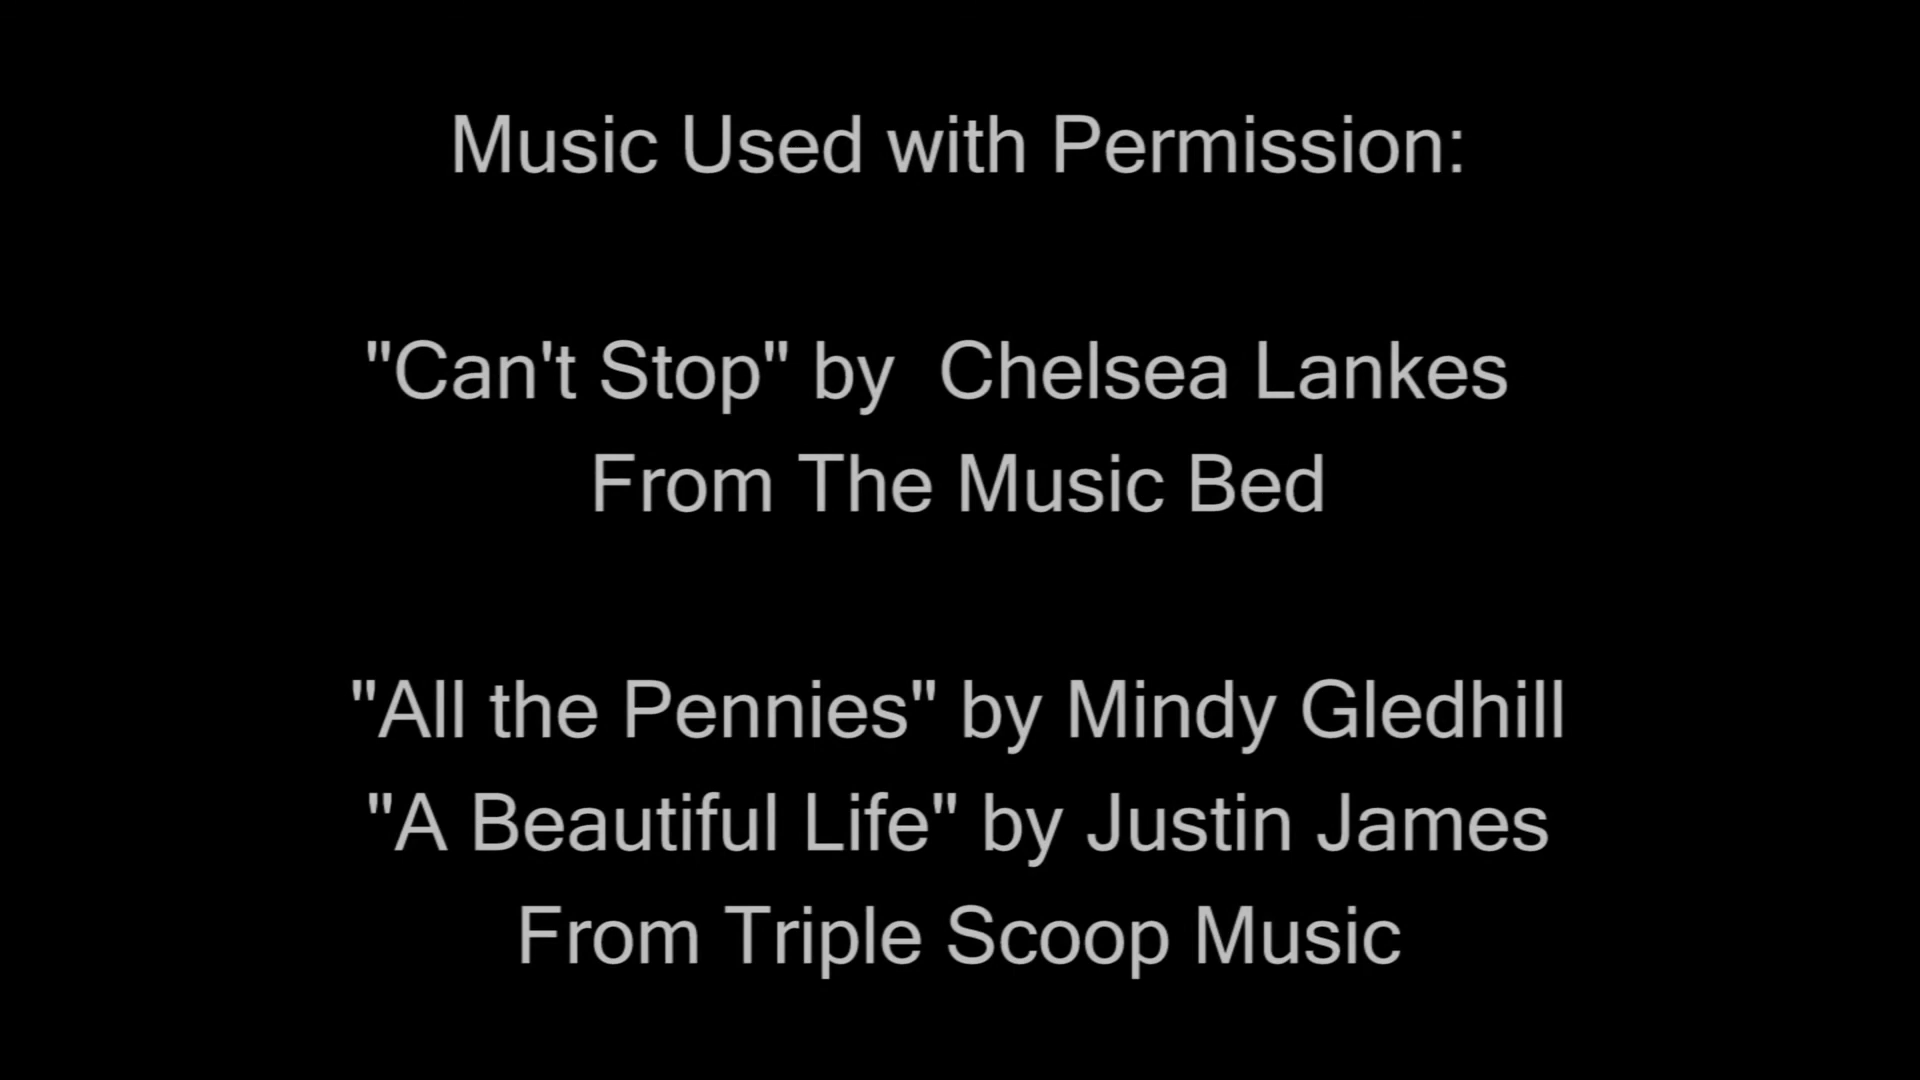 Music Used with Permission:
"Can't Stop" by  Chelsea Lankes
From The Music Bed
"All the Pennies" by Mindy Gledhill
"A Beautiful Life" by Justin James
From Triple Scoop Music